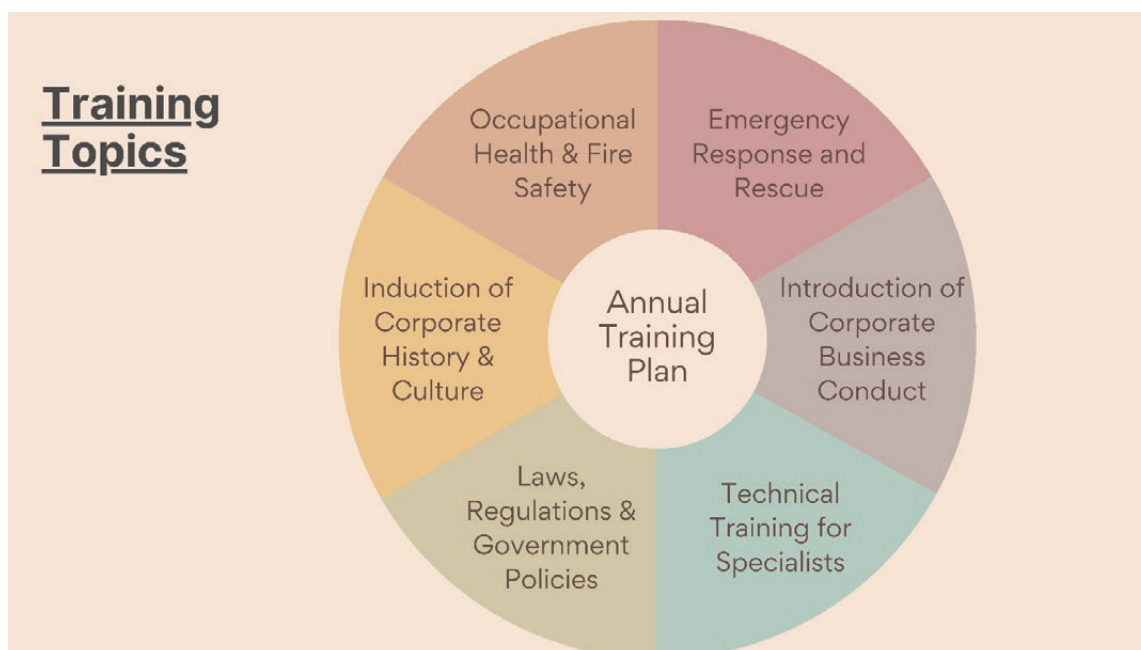 Training
Topics
Occupational
Health & Fire
Safety
Emergency
Response and
Rescue
Induction of
Corporate
History &
Culture
Annual
Training
Plan
Introduction of
Corporate
Business
Conduct
Laws,
Regulations &
Government
Policies
Technical
Training for
Specialists